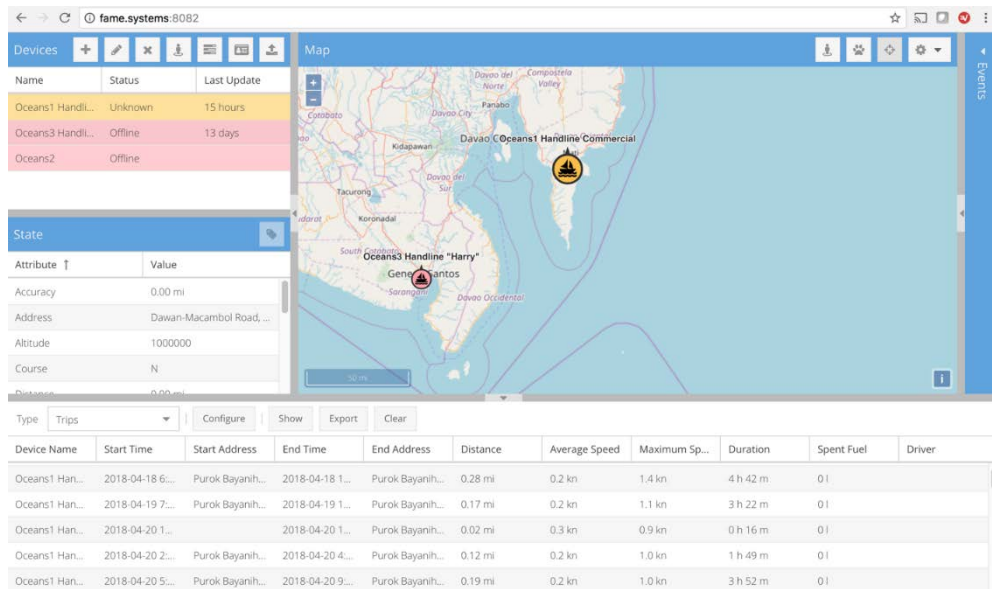 fame.systems:8082
Devices
Name Status Last Update
Oceans1 Handli... Unknown 15 hours
Oceans3 Handli... Offline 13 days
Oceans2 Offline
State
Attribute ↑ Value
Accuracy 0.00 mi
Address Dawan-Macambol Road, ...
Altitude 1000000
Course N
Distance 0.00 mi
Map
Davao del Norte
Compostela Valley
Panabo
Cotabato
Davao City
Kidapawan
Davao
Oceans1 Handline Commercial
Mati
Davao del Sur
Tacurong
Koronadal
South Cotabato
Oceans3 Handline "Harry"
General Santos
Sarangani
Davao Occidental
50 mi
Events
Type Trips Configure Show Export Clear
Device Name Start Time Start Address End Time End Address Distance Average Speed Maximum Sp... Duration Spent Fuel Driver
Oceans1 Han... 2018-04-18 6:... Purok Bayanih... 2018-04-18 1... Purok Bayanih... 0.28 mi 0.2 kn 1.4 kn 4 h 42 m 0 l
Oceans1 Han... 2018-04-19 7:... Purok Bayanih... 2018-04-19 1... Purok Bayanih... 0.17 mi 0.2 kn 1.1 kn 3 h 22 m 0 l
Oceans1 Han... 2018-04-20 1... 2018-04-20 1... Purok Bayanih... 0.02 mi 0.3 kn 0.9 kn 0 h 16 m 0 l
Oceans1 Han... 2018-04-20 2:... Purok Bayanih... 2018-04-20 4:... Purok Bayanih... 0.12 mi 0.2 kn 1.0 kn 1 h 49 m 0 l
Oceans1 Han... 2018-04-20 5:... Purok Bayanih... 2018-04-20 9:... Purok Bayanih... 0.19 mi 0.2 kn 1.0 kn 3 h 52 m 0 l